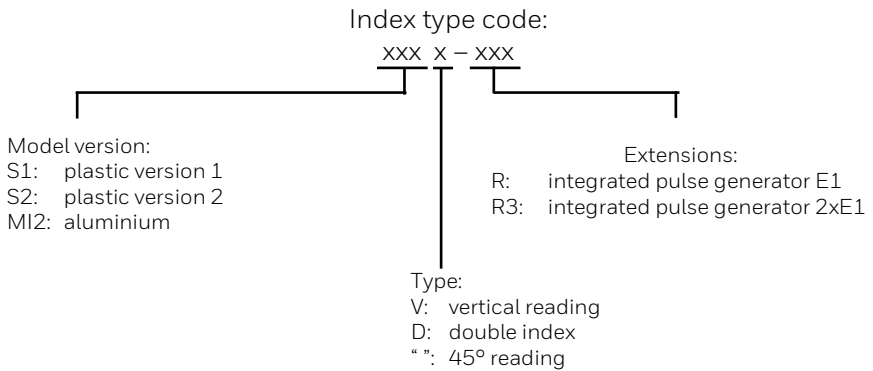 Index type code:
xxx x – xxx
Model version:
S1: plastic version 1
S2: plastic version 2
MI2: aluminium
Extensions:
R: integrated pulse generator E1
R3: integrated pulse generator 2xE1
Type:
V: vertical reading
D: double index
“ ”: 45º reading